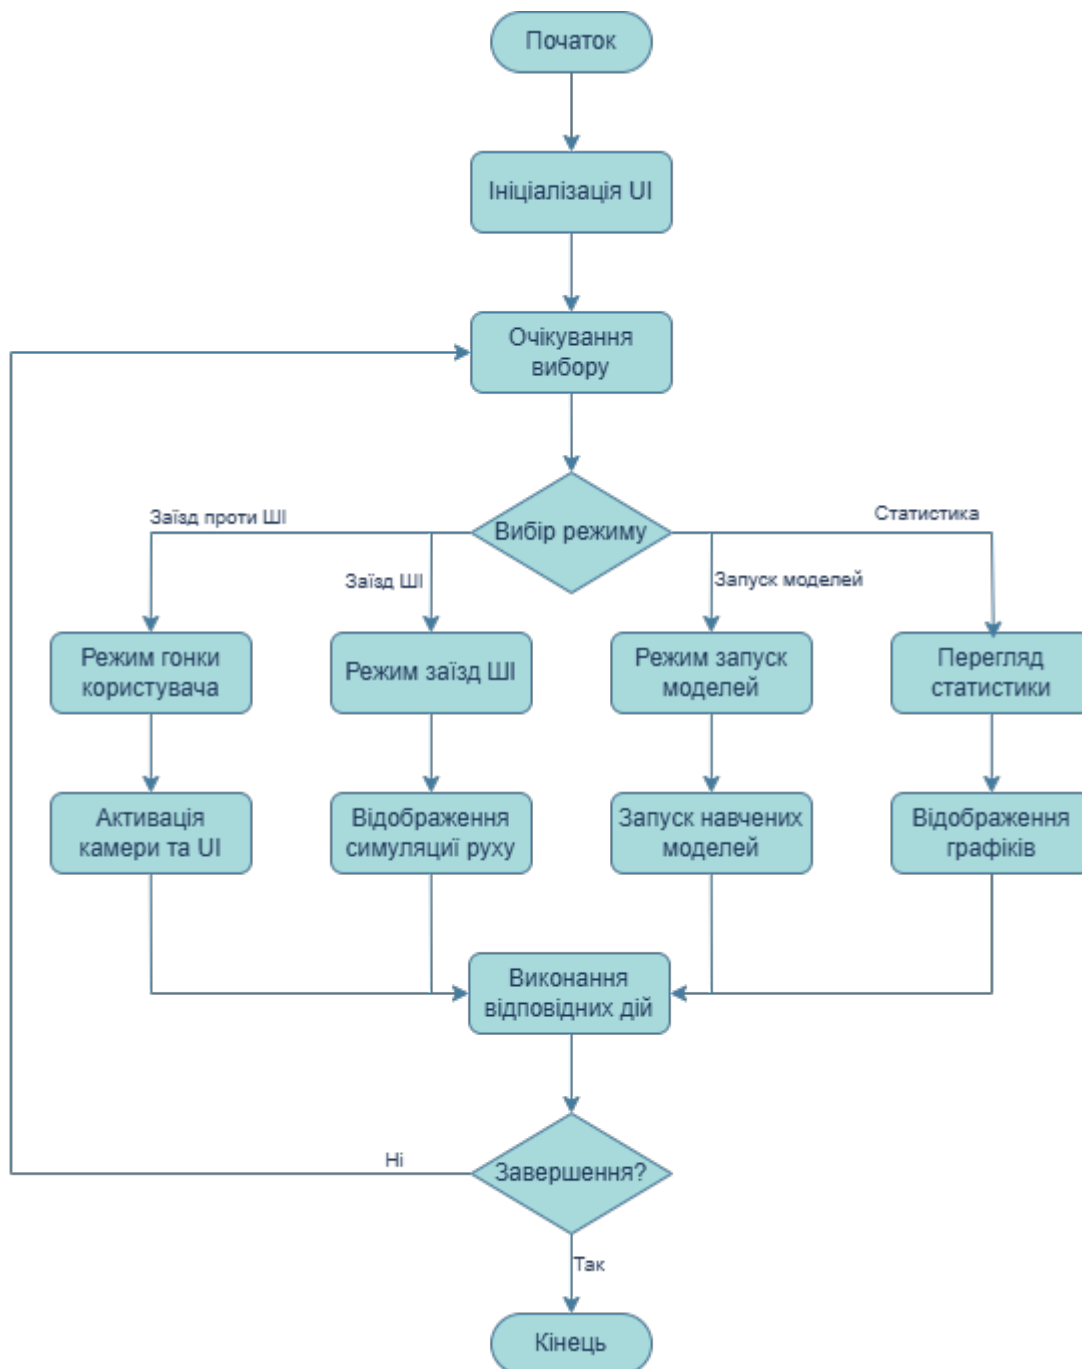 Початок
Ініціалізація UI
Очікування
вибору
Вибір режиму
Заїзд проти ШІ
Статистика
Заїзд ШІ
Запуск моделей
Режим гонки
користувача
Режим заїзд ШІ
Режим запуск
моделей
Перегляд
статистики
Активація
камери та UI
Відображення
симуляциї руху
Запуск навчених
моделей
Відображення
графіків
Виконання
відповідних дій
Ні
Завершення?
Так
Кінець